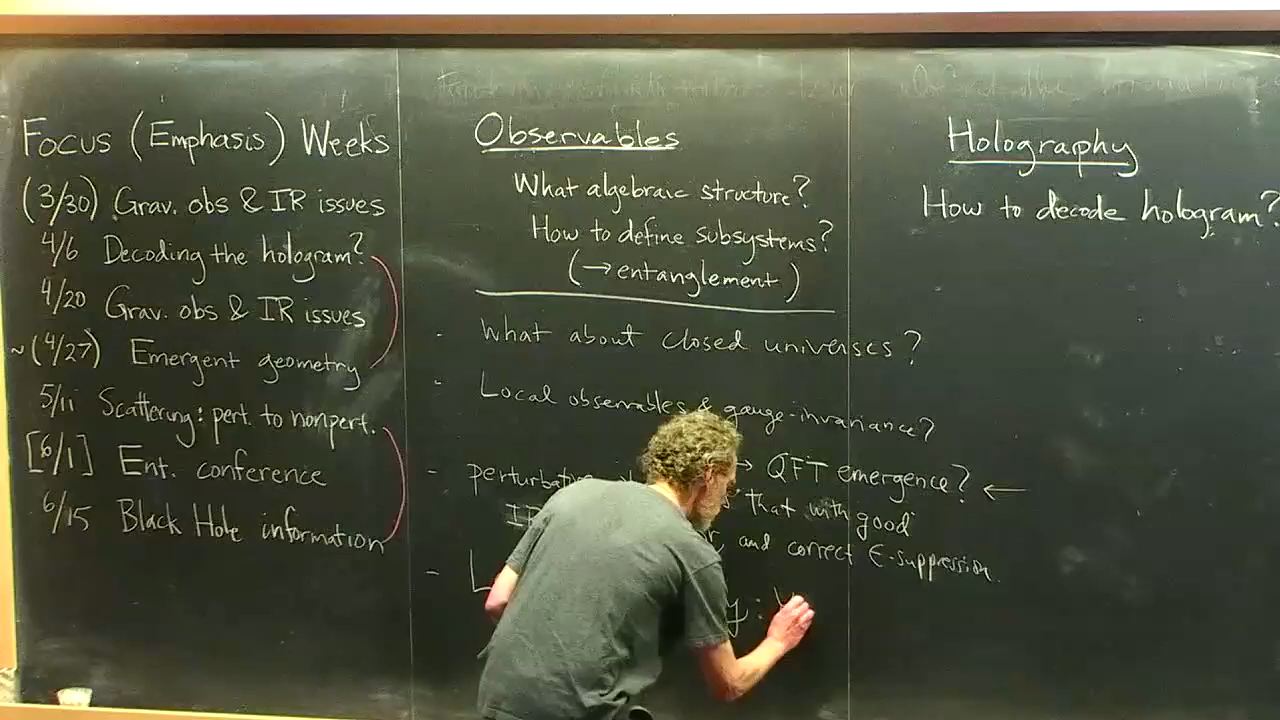 Focus (Emphasis) Weeks
(3/30) Grav. obs & IR issues
4/6 Decoding the hologram?
4/20 Grav. obs & IR issues
~(4/27) Emergent geometry
5/11 Scattering: pert. to nonpert.
[6/1] Ent. conference
6/15 Black Hole information
Observables
What algebraic structure?
How to define subsystems?
(→ entanglement)
- What about closed universes?
- Local observables & gauge-invariance?
- → QFT emergence? ←
that with good
and correct ε-suppression.
Holography
How to decode hologram?